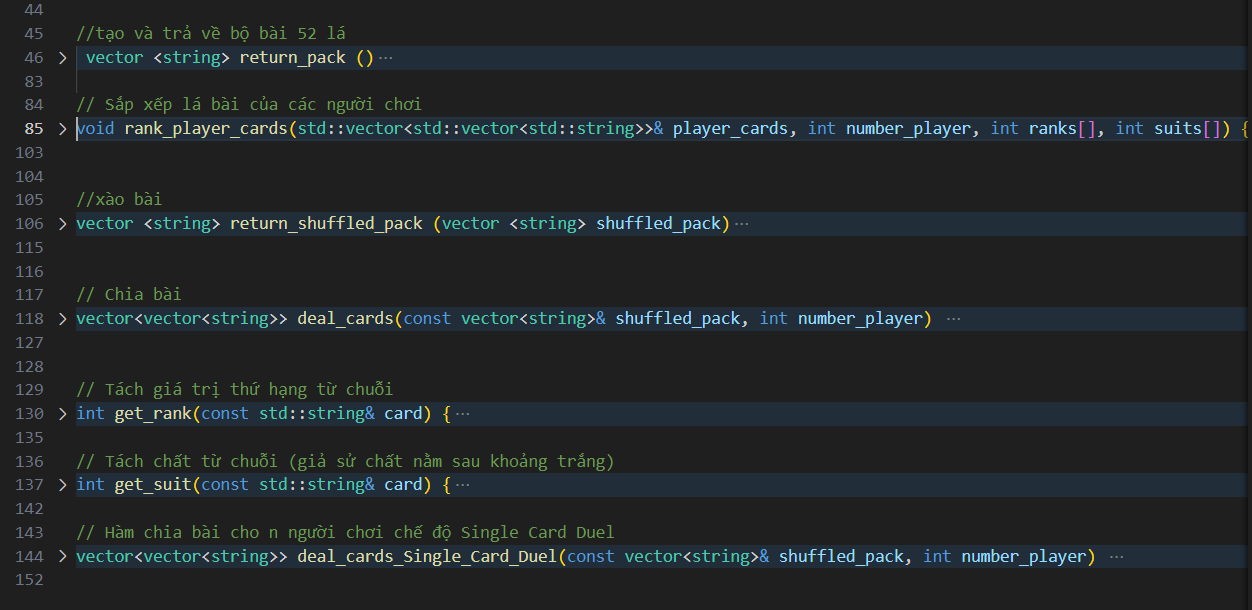 44
45 //tạo và trả về bộ bài 52 lá
46 > vector <string> return_pack ()···
83
84 // Sắp xếp lá bài của các người chơi
85 > void rank_player_cards(std::vector<std::vector<std::string>>& player_cards, int number_player, int ranks[], int suits[]) {
103
104
105 //xào bài
106 > vector <string> return_shuffled_pack (vector <string> shuffled_pack)···
115
116
117 // Chia bài
118 > vector<vector<string>> deal_cards(const vector<string>& shuffled_pack, int number_player) ···
127
128
129 // Tách giá trị thứ hạng từ chuỗi
130 > int get_rank(const std::string& card) {···
135
136 // Tách chất từ chuỗi (giả sử chất nằm sau khoảng trắng)
137 > int get_suit(const std::string& card) {···
142
143 // Hàm chia bài cho n người chơi chế độ Single Card Duel
144 > vector<vector<string>> deal_cards_Single_Card_Duel(const vector<string>& shuffled_pack, int number_player) ···
152